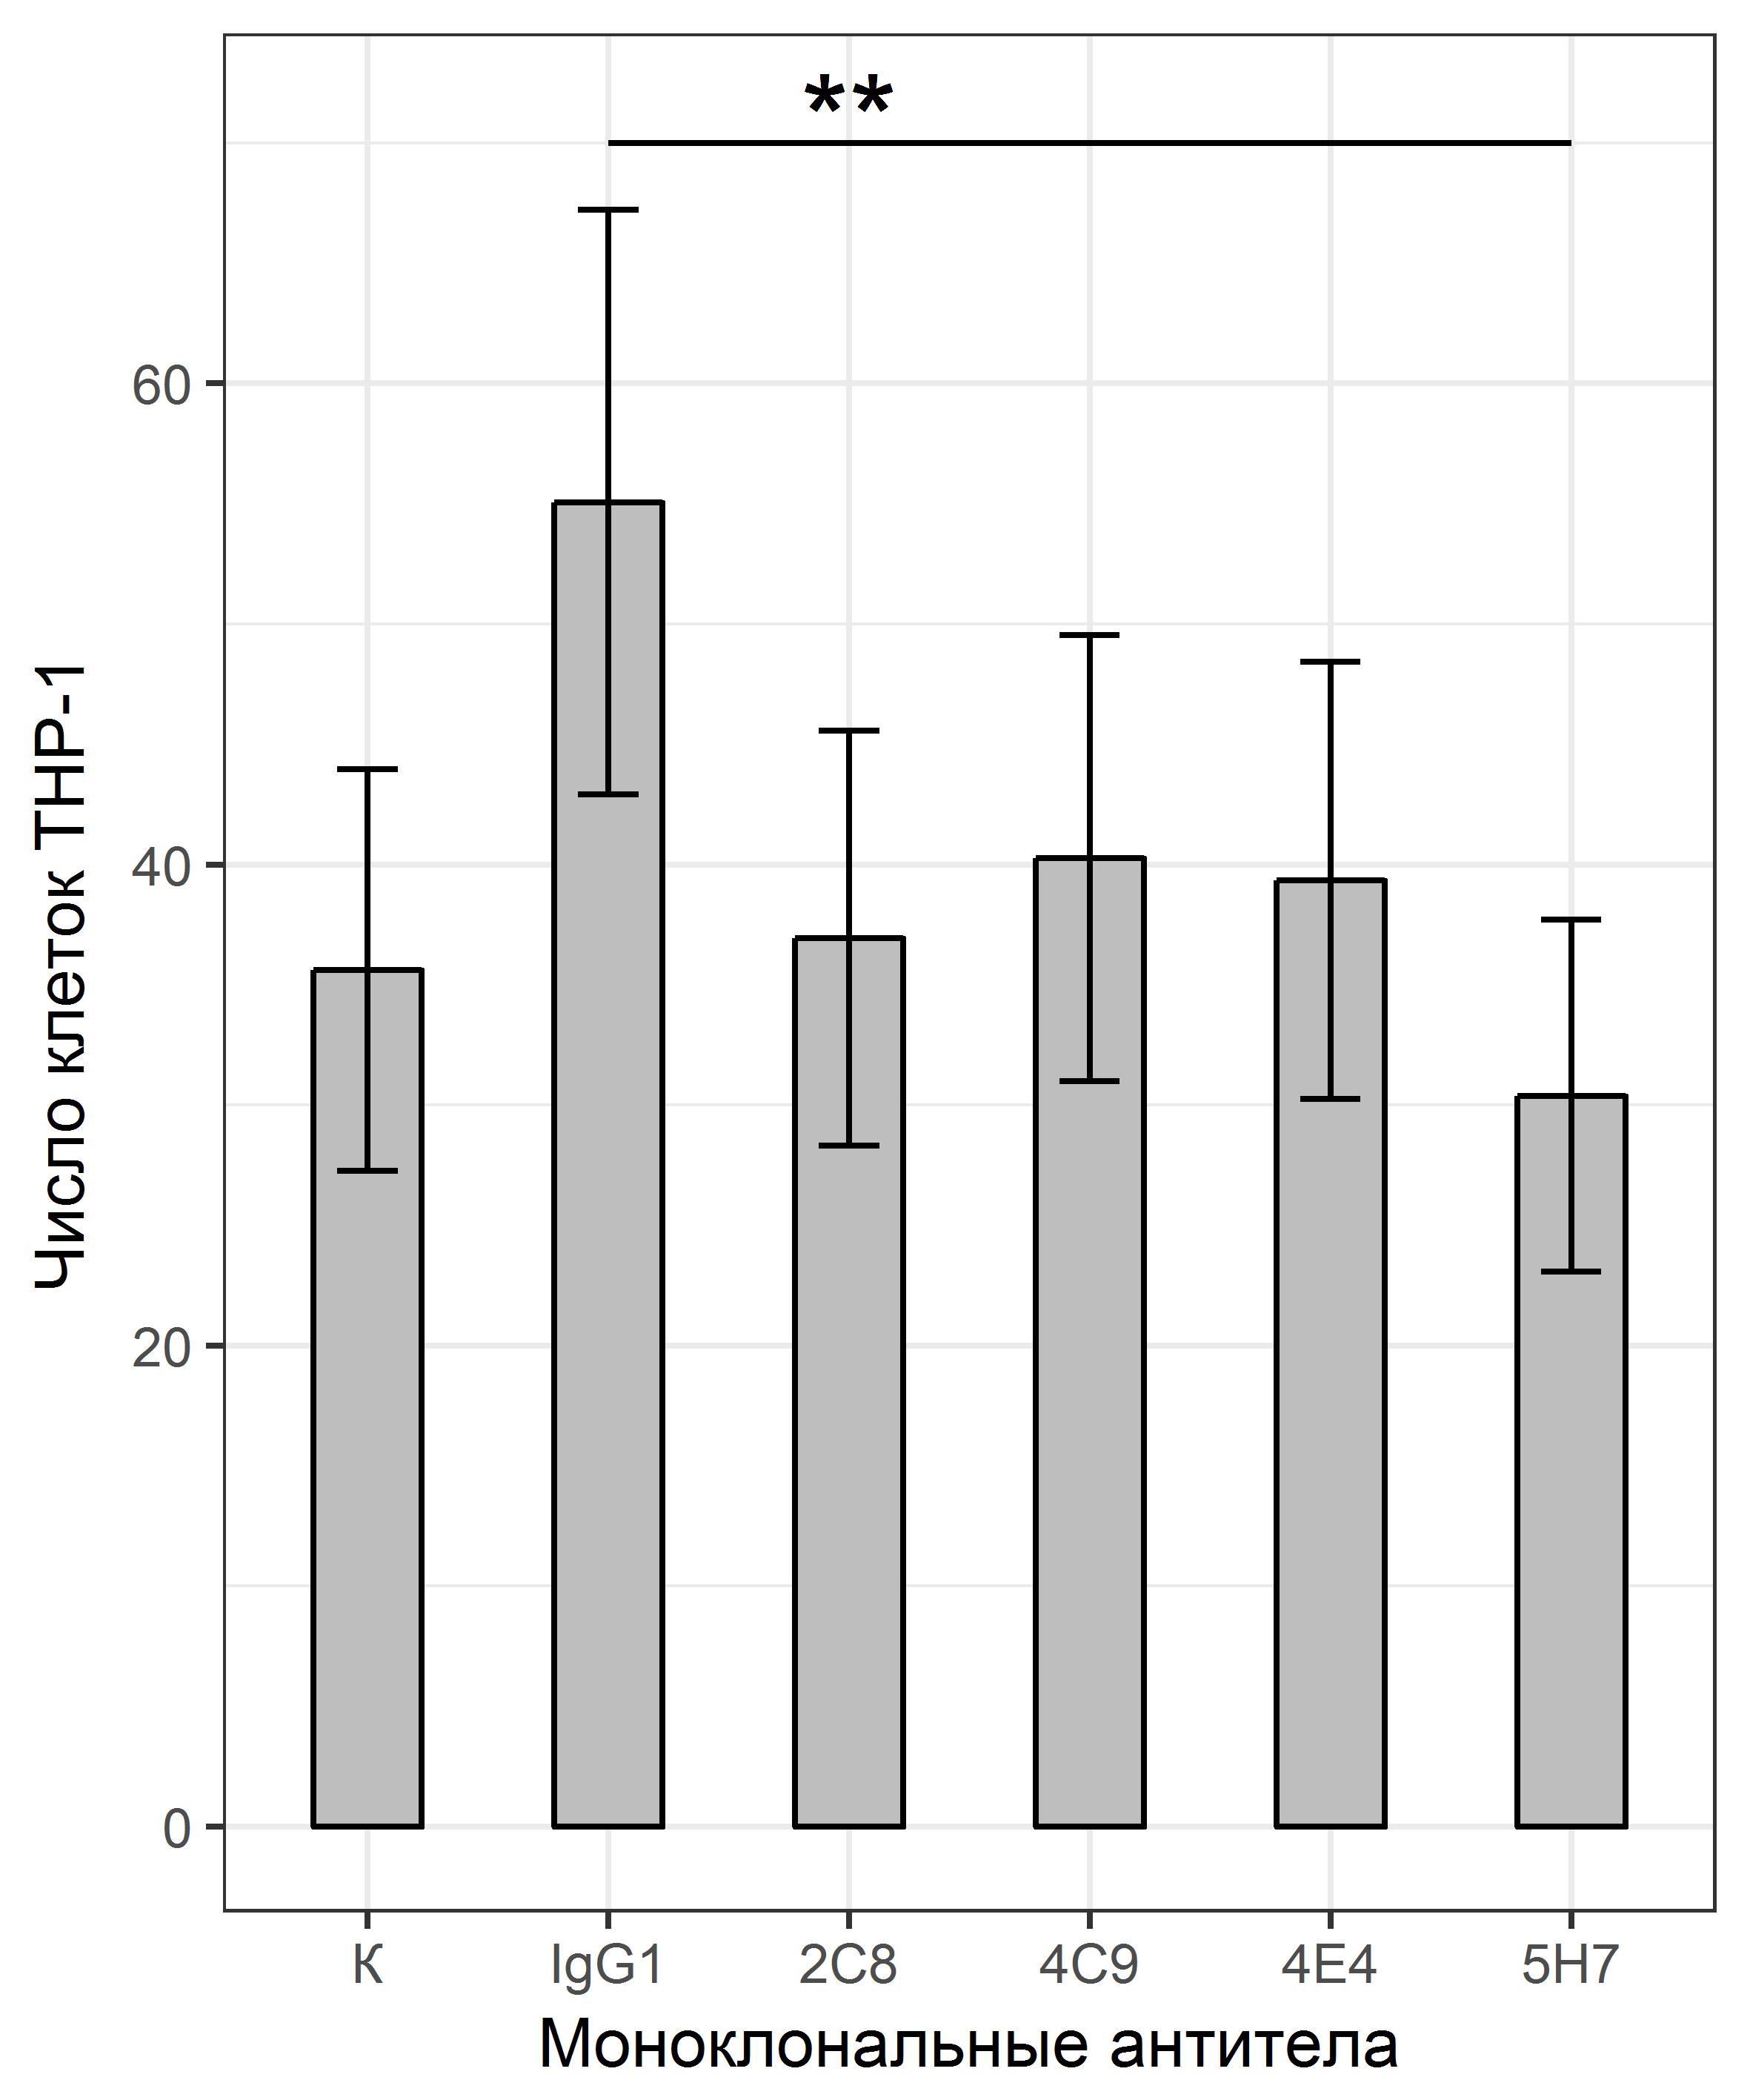 **
60
40
20
0
Число клеток THP-1
К
IgG1
2C8
4C9
4E4
5H7
Моноклональные антитела